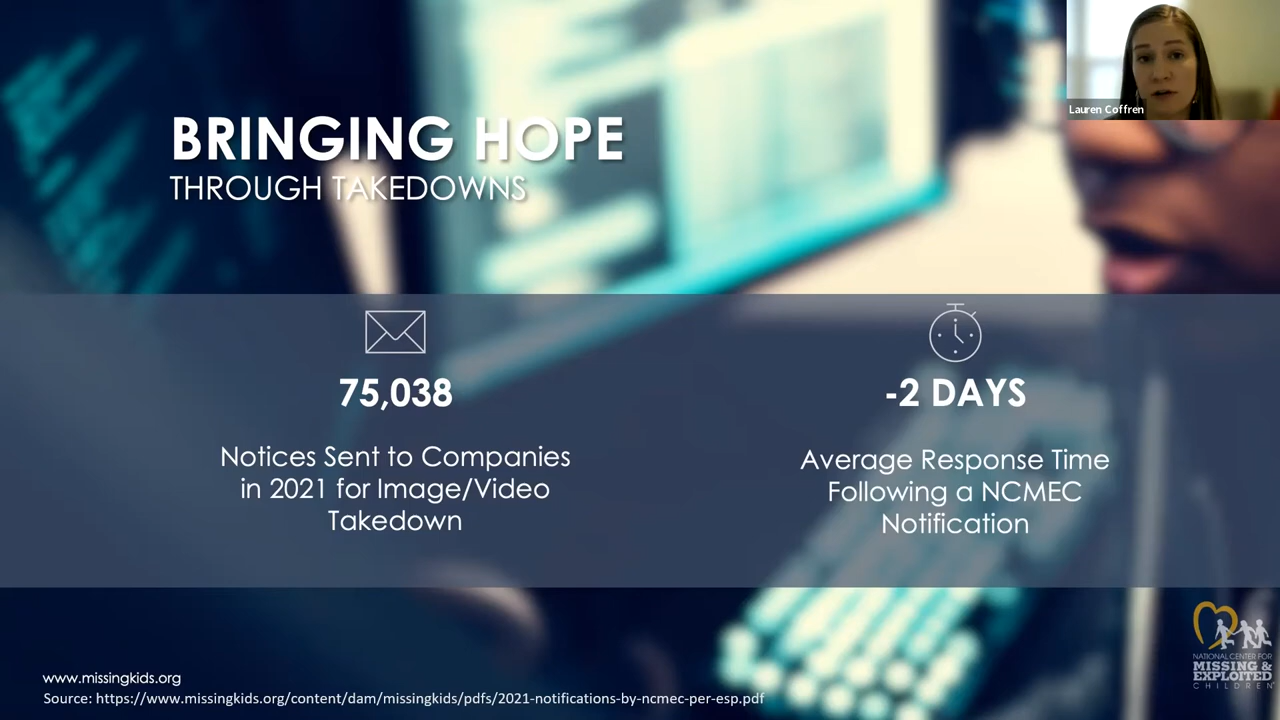 Lauren Coffren
BRINGING HOPE
THROUGH TAKEDOWNS
75,038
Notices Sent to Companies
in 2021 for Image/Video
Takedown
-2 DAYS
Average Response Time
Following a NCMEC
Notification
www.missingkids.org
Source: https://www.missingkids.org/content/dam/missingkids/pdfs/2021-notifications-by-ncmec-per-esp.pdf
NATIONAL CENTER FOR
MISSING &
EXPLOITED
CHILDREN